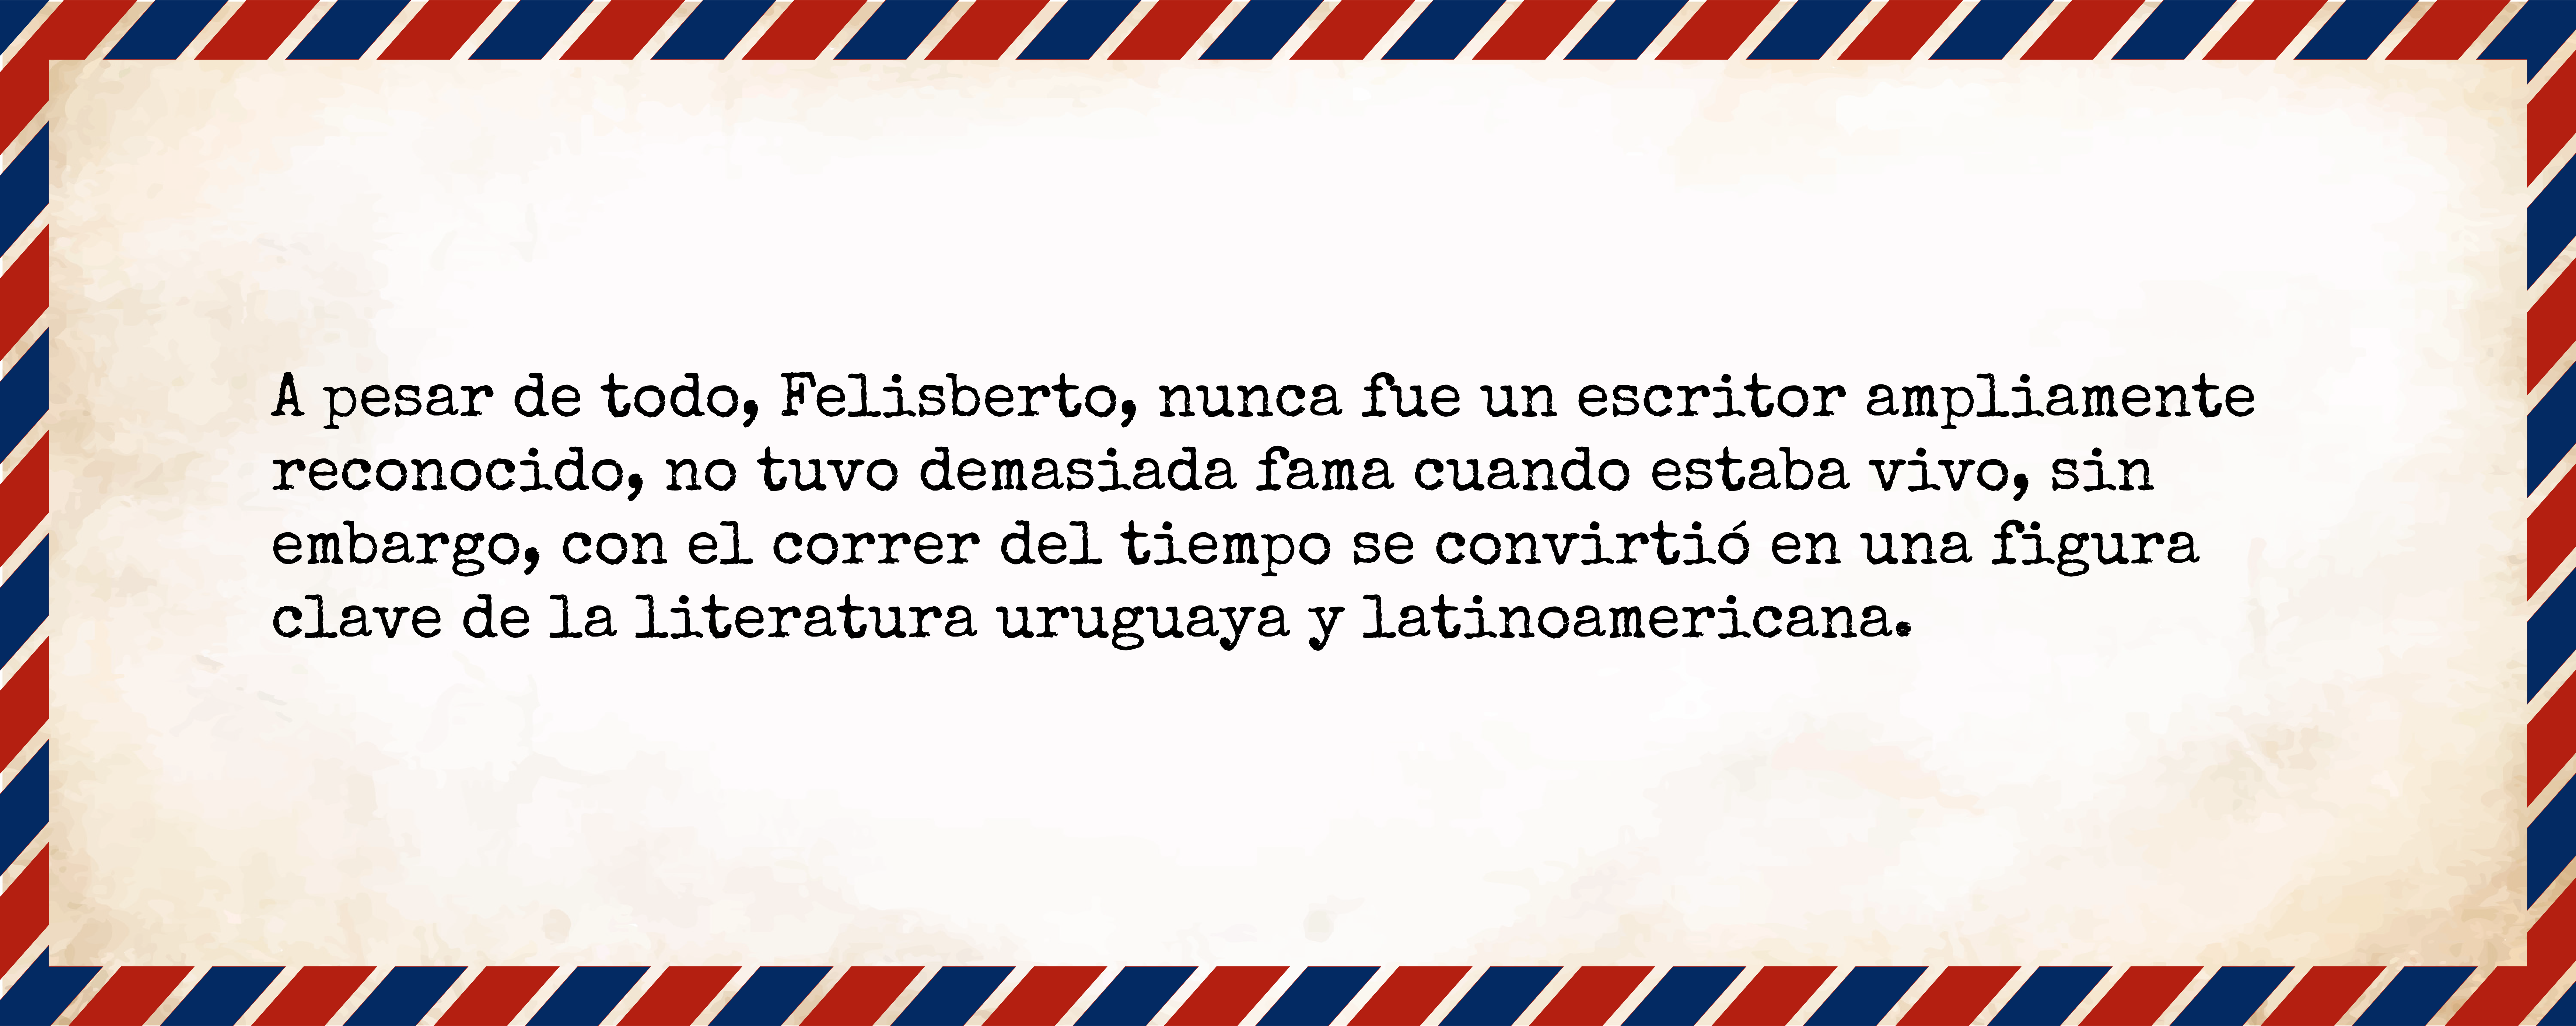 A pesar de todo, Felisberto, nunca fue un escritor ampliamente
reconocido, no tuvo demasiada fama cuando estaba vivo, sin
embargo, con el correr del tiempo se convirtió en una figura
clave de la literatura uruguaya y latinoamericana.